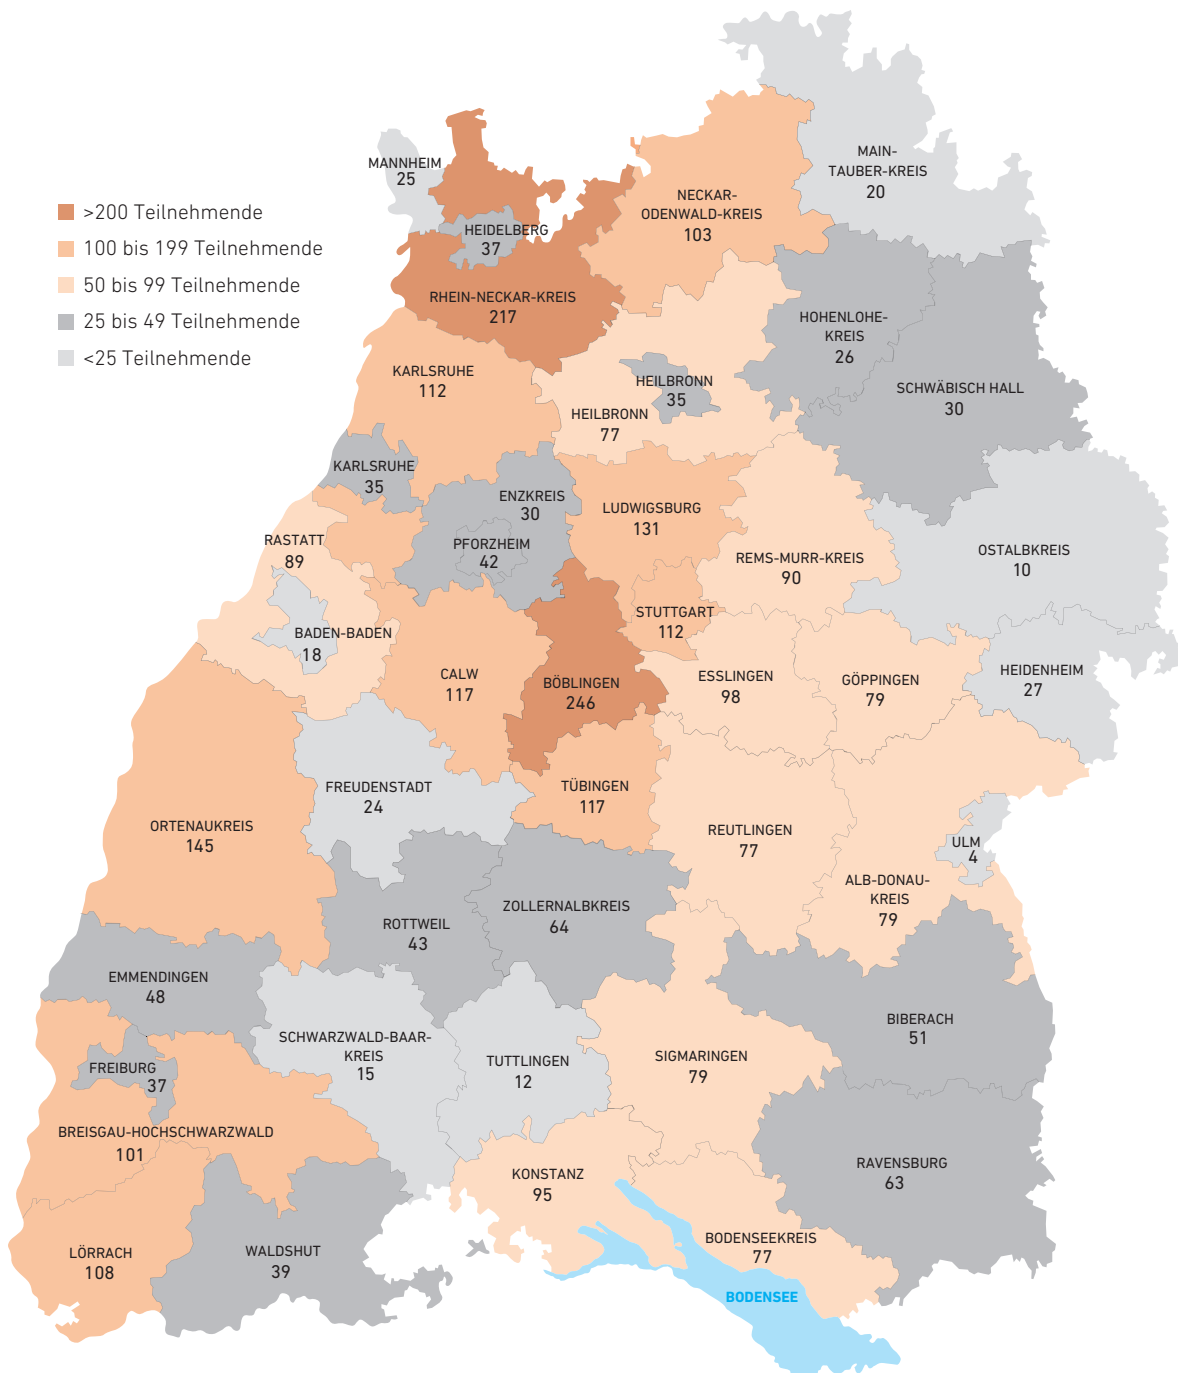 >200 Teilnehmende
100 bis 199 Teilnehmende
50 bis 99 Teilnehmende
25 bis 49 Teilnehmende
<25 Teilnehmende
MANNHEIM
25
HEIDELBERG
37
RHEIN-NECKAR-KREIS
217
NECKAR-
ODENWALD-KREIS
103
MAIN-
TAUBER-KREIS
20
HOHENLOHE-
KREIS
26
SCHWÄBISCH HALL
30
KARLSRUHE
112
HEILBRONN
35
HEILBRONN
77
KARLSRUHE
35
ENZKREIS
30
PFORZHEIM
42
LUDWIGSBURG
131
REMS-MURR-KREIS
90
OSTALBKREIS
10
RASTATT
89
BADEN-BADEN
18
CALW
117
BÖBLINGEN
246
STUTTGART
112
ESSLINGEN
98
GÖPPINGEN
79
HEIDENHEIM
27
FREUDENSTADT
24
TÜBINGEN
117
REUTLINGEN
77
ULM
4
ALB-DONAU-
KREIS
79
ORTENAUKREIS
145
ROTTWEIL
43
ZOLLERNALBKREIS
64
EMMENDINGEN
48
SCHWARZWALD-BAAR-
KREIS
15
TUTTLINGEN
12
SIGMARINGEN
79
BIBERACH
51
FREIBURG
37
BREISGAU-HOCHSCHWARZWALD
101
KONSTANZ
95
RAVENSBURG
63
LÖRRACH
108
WALDSHUT
39
BODENSEEKREIS
77
BODENSEE